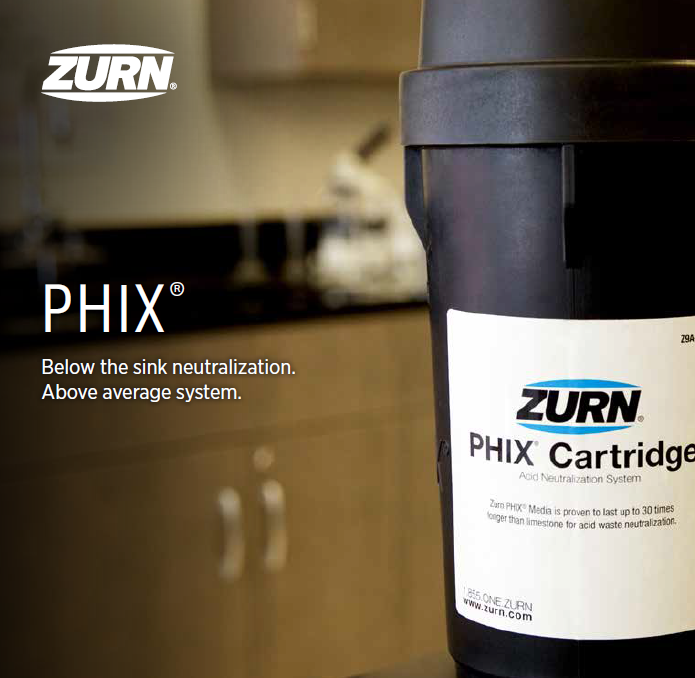 ZURN®
PHIX®
Below the sink neutralization.
Above average system.
Z9A
ZURN®
PHIX® Cartridge
Acid Neutralization System
Zurn PHIX® Media is proven to last up to 30 times
longer than limestone for acid waste neutralization.
1.855.ONE.ZURN
www.zurn.com